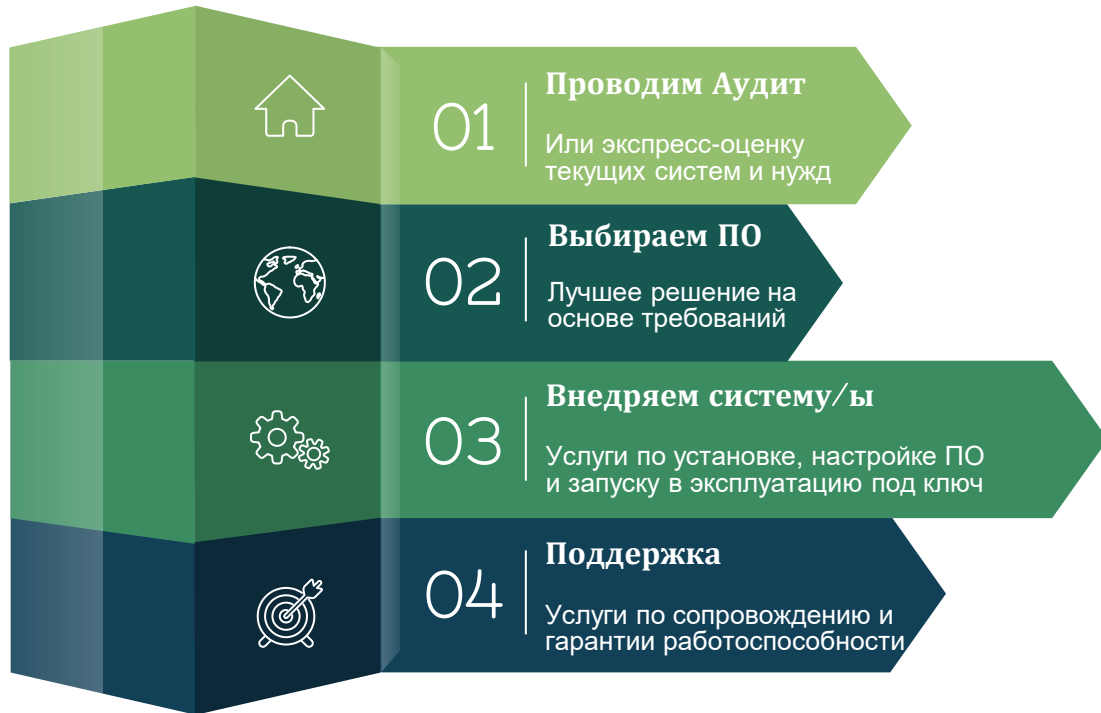 01
Проводим Аудит
Или экспресс-оценку
текущих систем и нужд
02
Выбираем ПО
Лучшее решение на
основе требований
03
Внедряем систему/ы
Услуги по установке, настройке ПО
и запуску в эксплуатацию под ключ
04
Поддержка
Услуги по сопровождению и
гарантии работоспособности